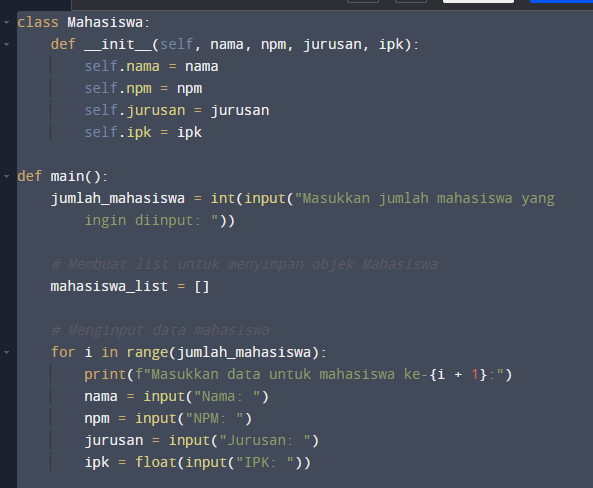 class Mahasiswa:
    def __init__(self, nama, npm, jurusan, ipk):
        self.nama = nama
        self.npm = npm
        self.jurusan = jurusan
        self.ipk = ipk
def main():
    jumlah_mahasiswa = int(input("Masukkan jumlah mahasiswa yang
        ingin diinput: "))
    # Membuat list untuk menyimpan objek Mahasiswa
    mahasiswa_list = []
    # Menginput data mahasiswa
    for i in range(jumlah_mahasiswa):
        print(f"Masukkan data untuk mahasiswa ke-{i + 1}:")
        nama = input("Nama: ")
        npm = input("NPM: ")
        jurusan = input("Jurusan: ")
        ipk = float(input("IPK: "))